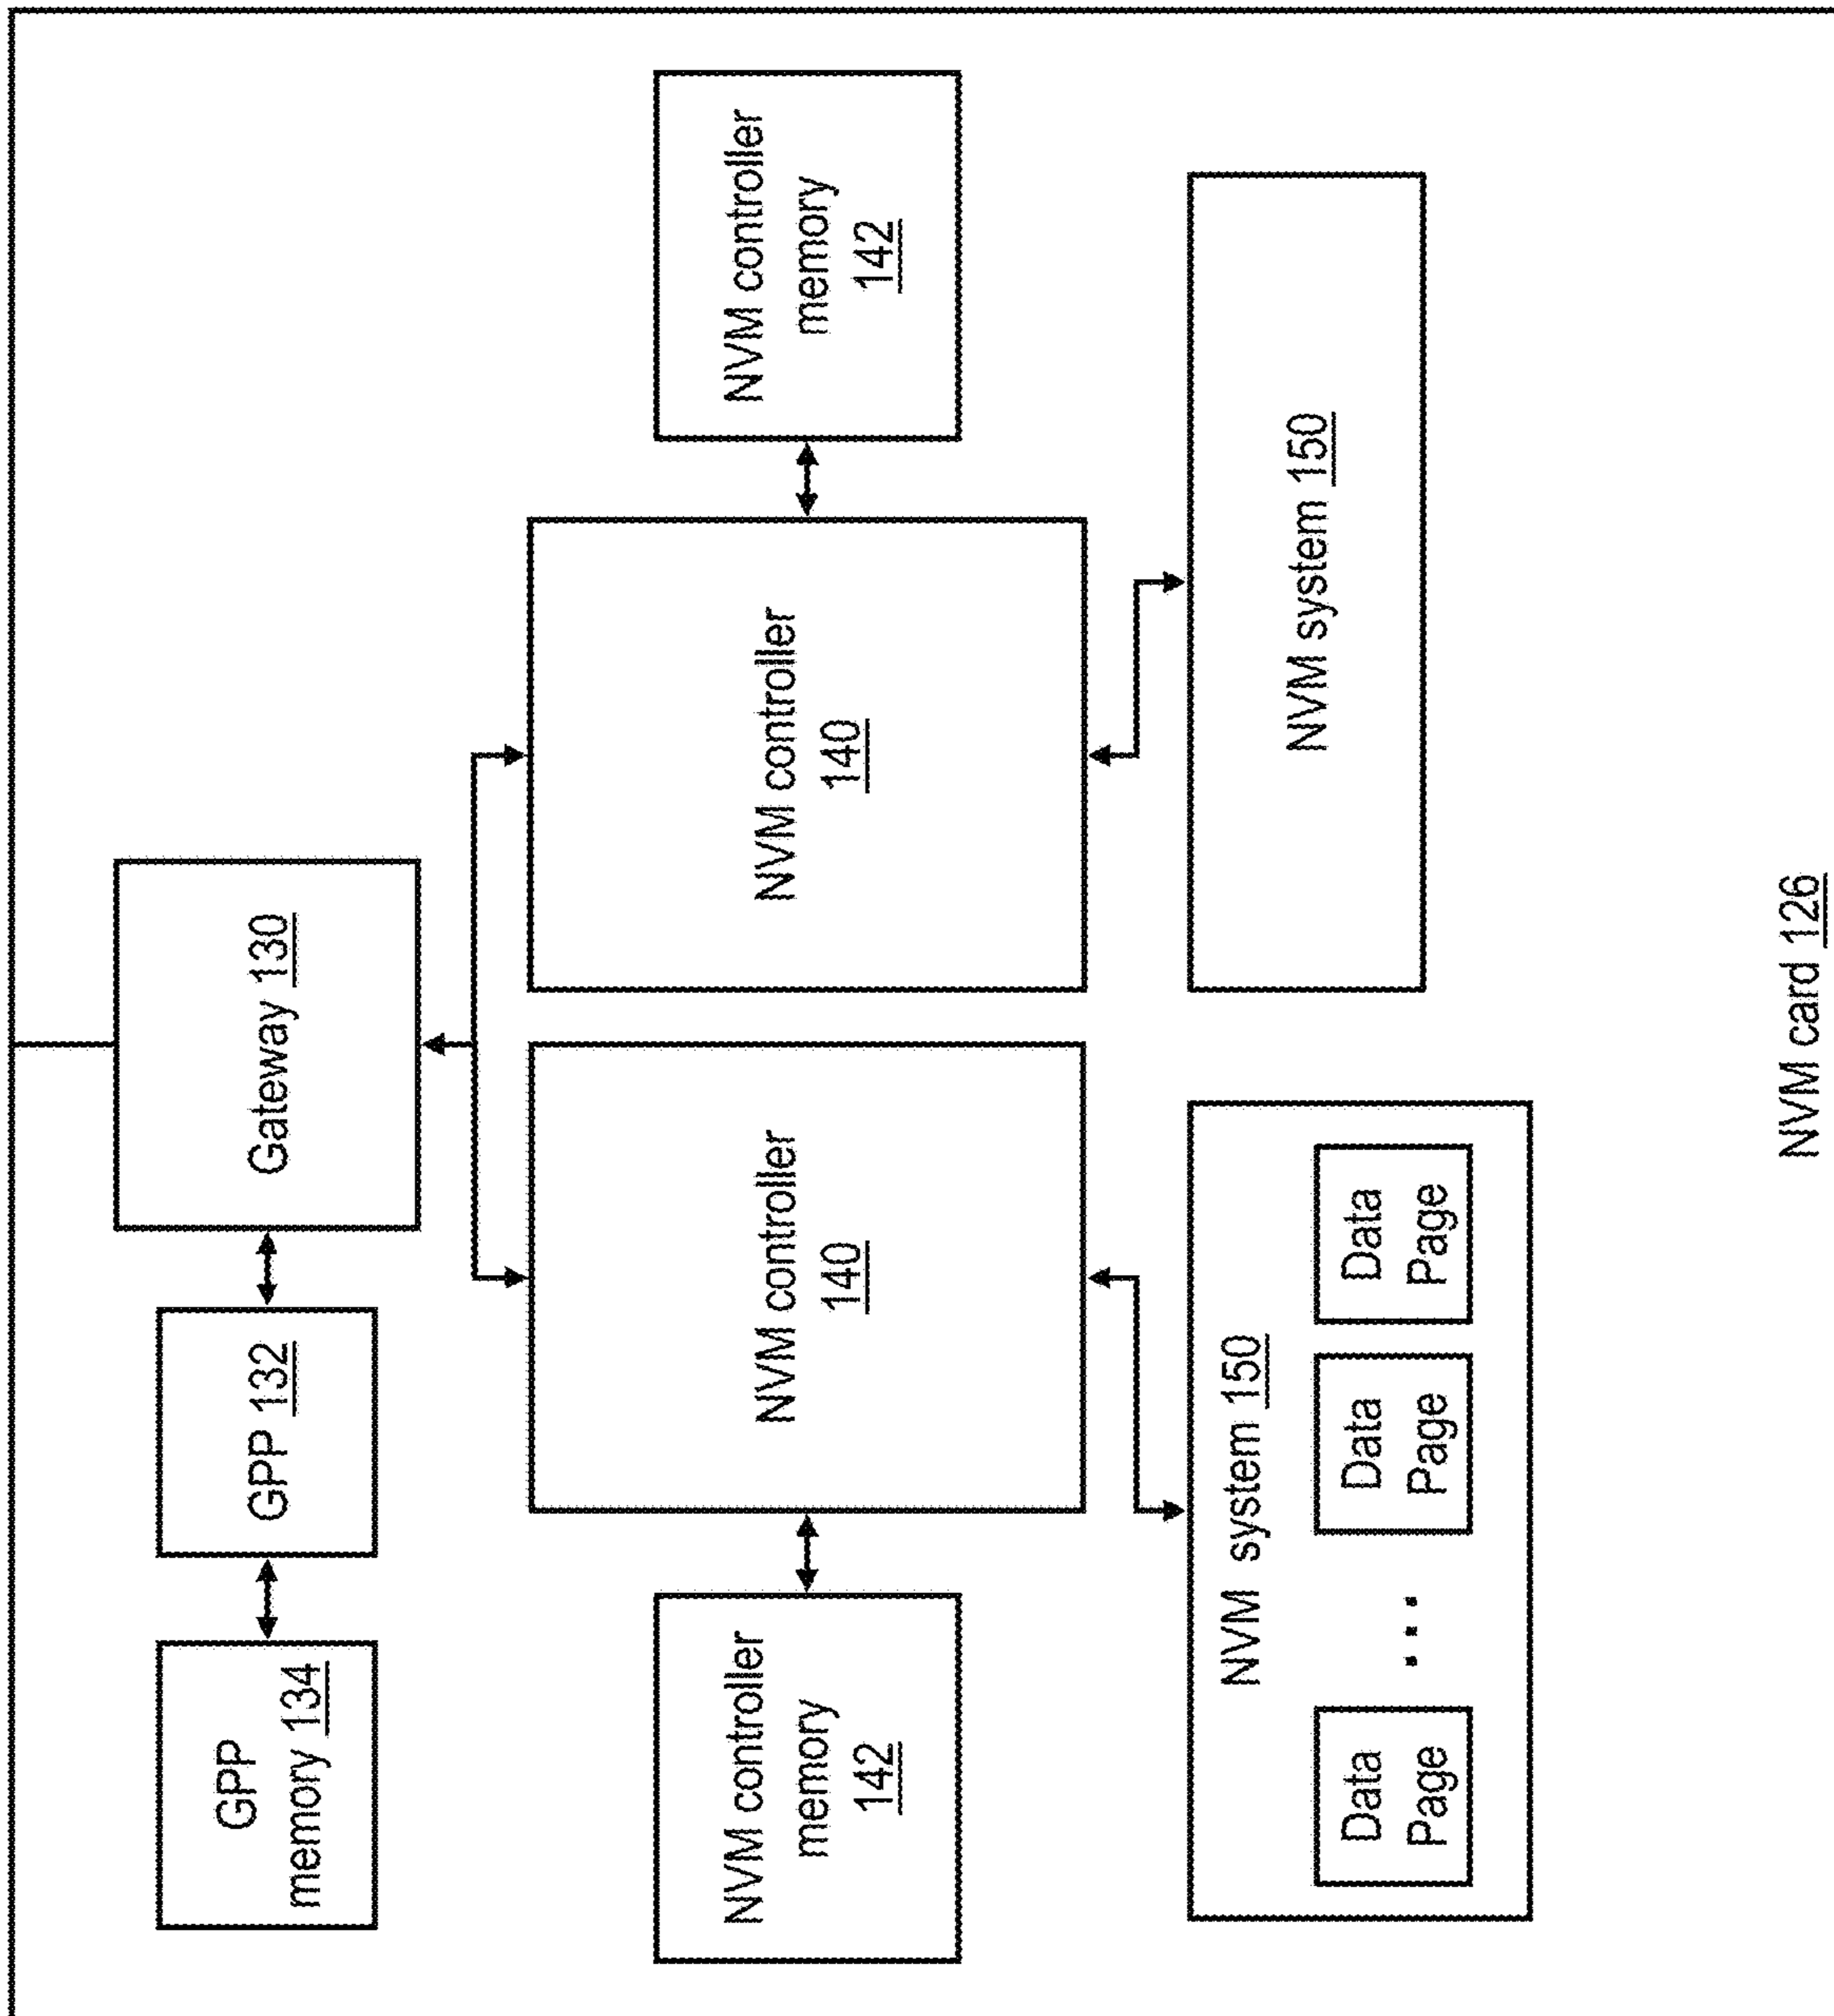 GPP
memory 134
GPP 132
Gateway 130
NVM controller
memory
142
NVM controller
140
NVM controller
140
NVM controller
memory
142
NVM system 150
Data
Page
...
Data
Page
Data
Page
NVM system 150
NVM card 126